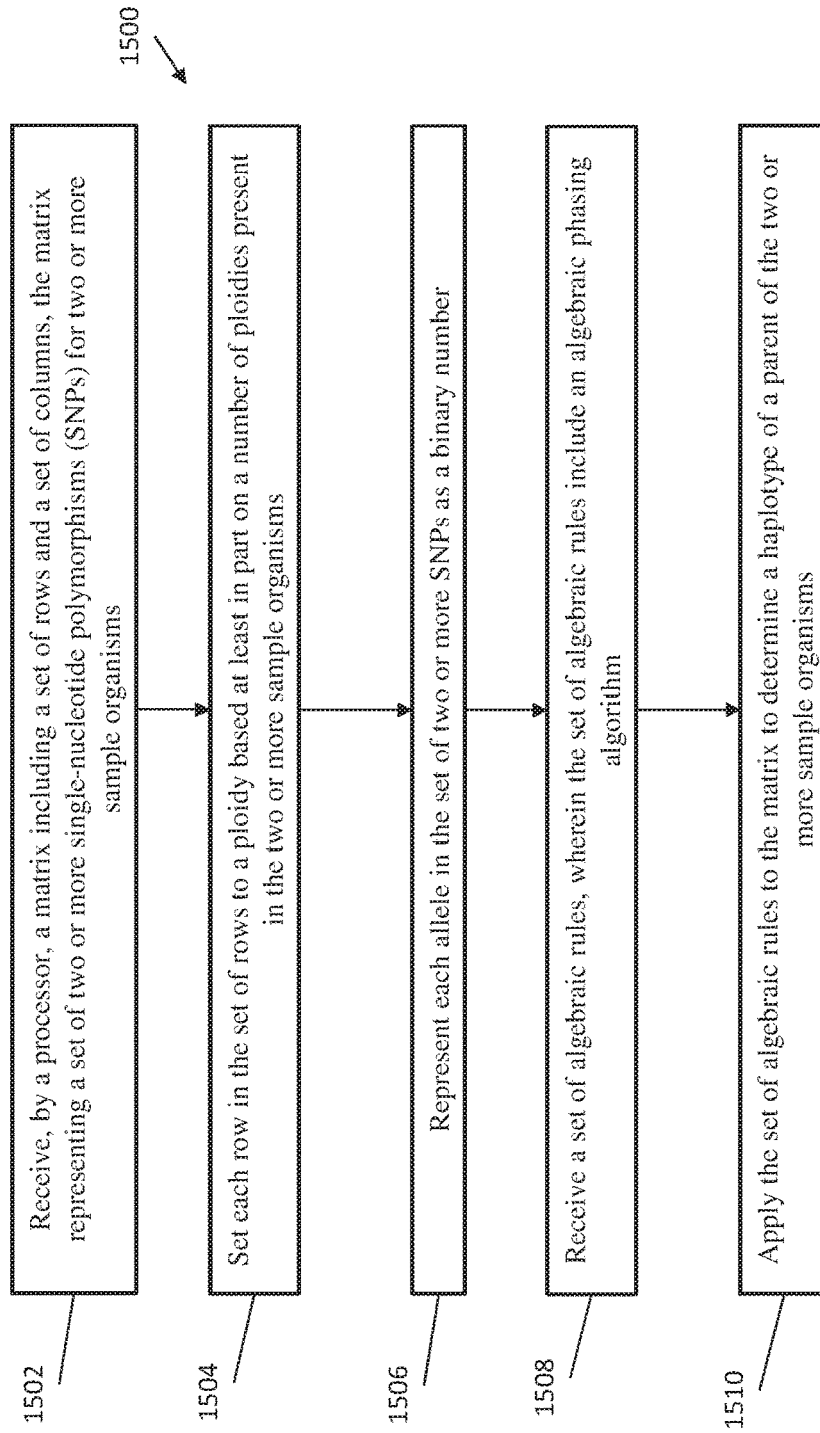 1500
1502
Receive, by a processor, a matrix including a set of rows and a set of columns, the matrix
representing a set of two or more single-nucleotide polymorphisms (SNPs) for two or more
sample organisms
1504
Set each row in the set of rows to a ploidy based at least in part on a number of ploidies present
in the two or more sample organisms
1506
Represent each allele in the set of two or more SNPs as a binary number
1508
Receive a set of algebraic rules, wherein the set of algebraic rules include an algebraic phasing
algorithm
1510
Apply the set of algebraic rules to the matrix to determine a haplotype of a parent of the two or
more sample organisms